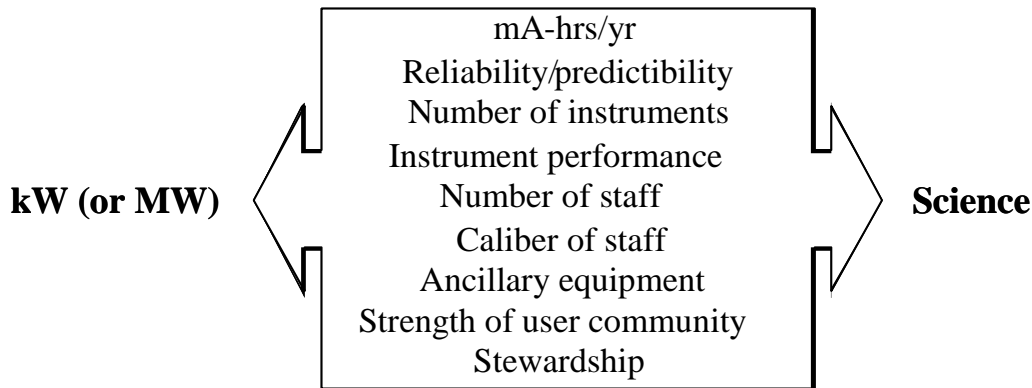 mA-hrs/yr
Reliability/predictibility
Number of instruments
Instrument performance
kW (or MW)
Number of staff
Science
Caliber of staff
Ancillary equipment
Strength of user community
Stewardship